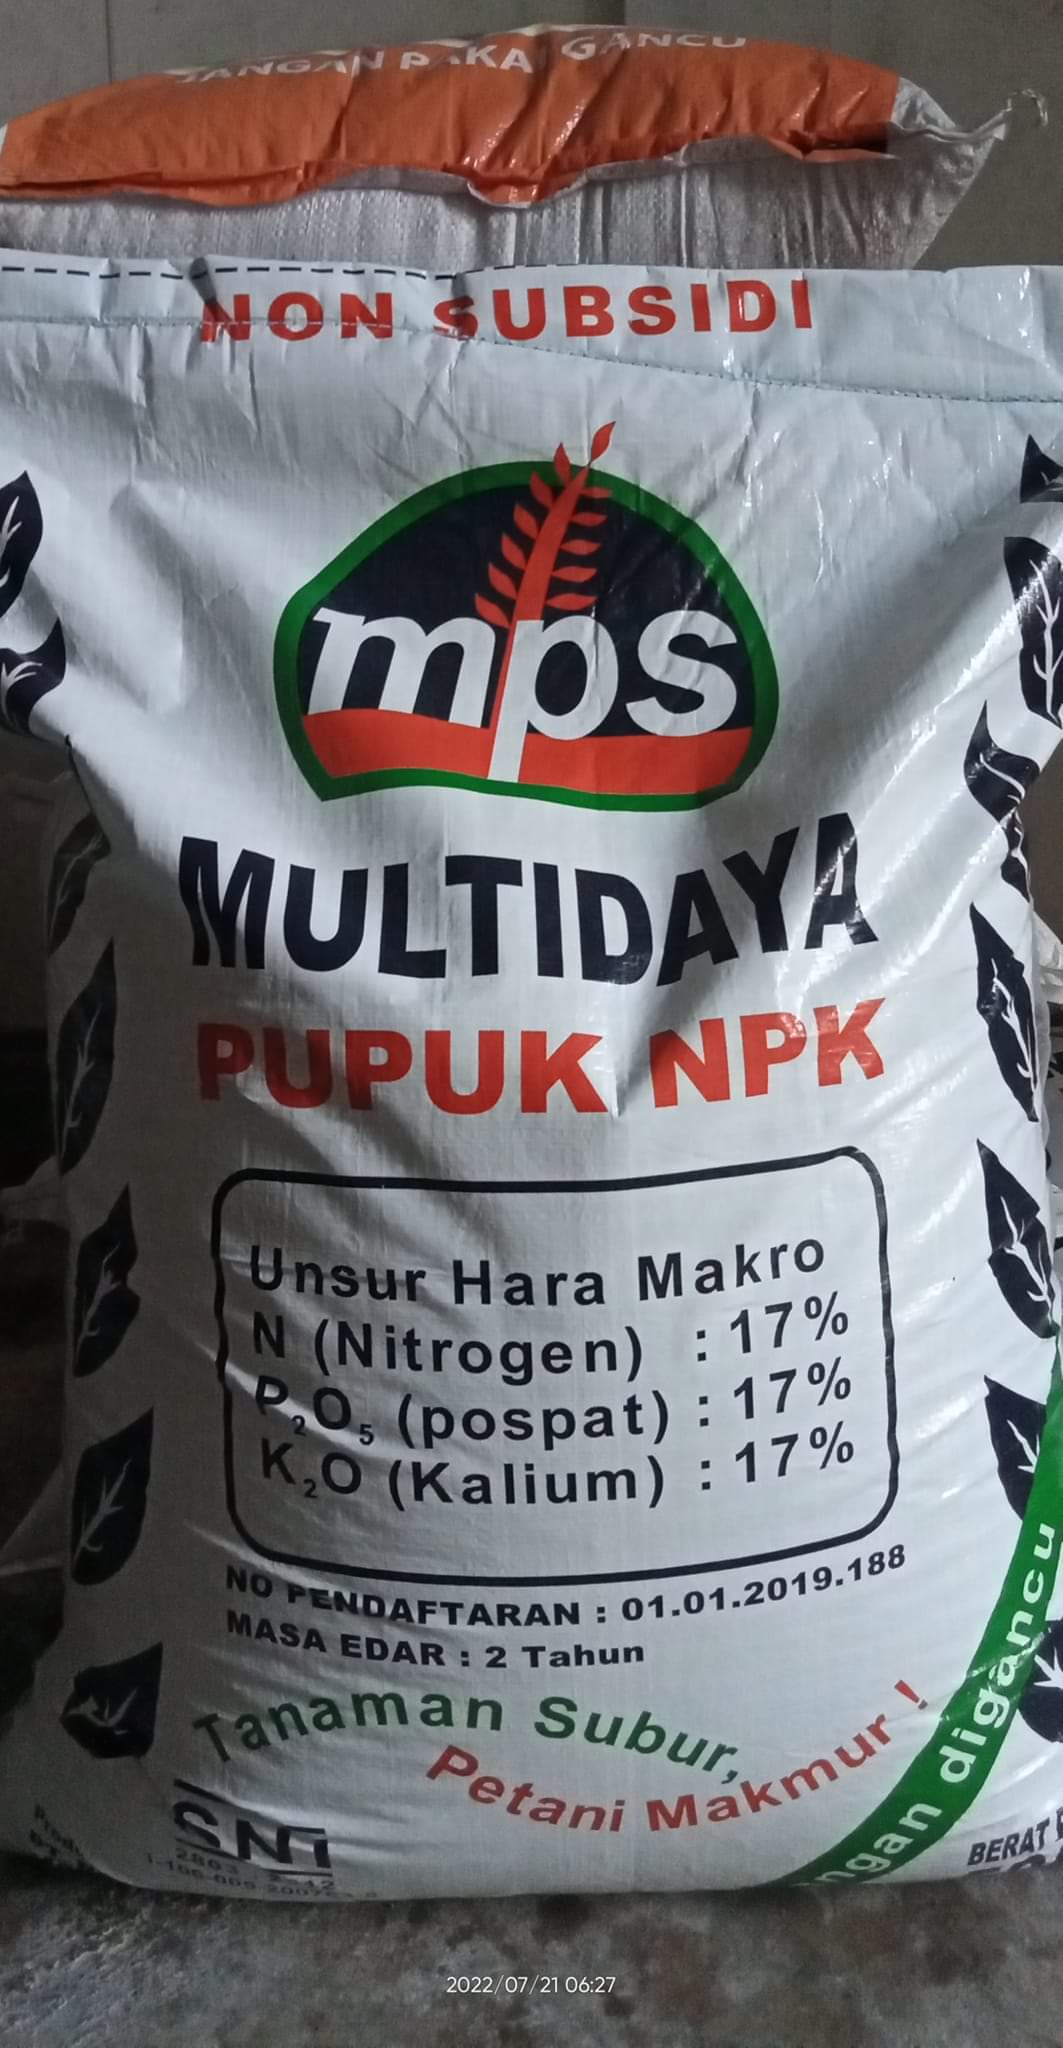 JANGAN PAKAI GANCU
NON SUBSIDI
mps
MULTIDAYA
PUPUK NPK
Unsur Hara Makro
N (Nitrogen) : 17%
P₂O₅ (pospat) : 17%
K₂O (Kalium) : 17%
NO PENDAFTARAN : 01.01.2019.188
MASA EDAR : 2 Tahun
Tanaman Subur,
Petani Makmur !
digancu
SNI
BERAT
2022/07/21 06:27